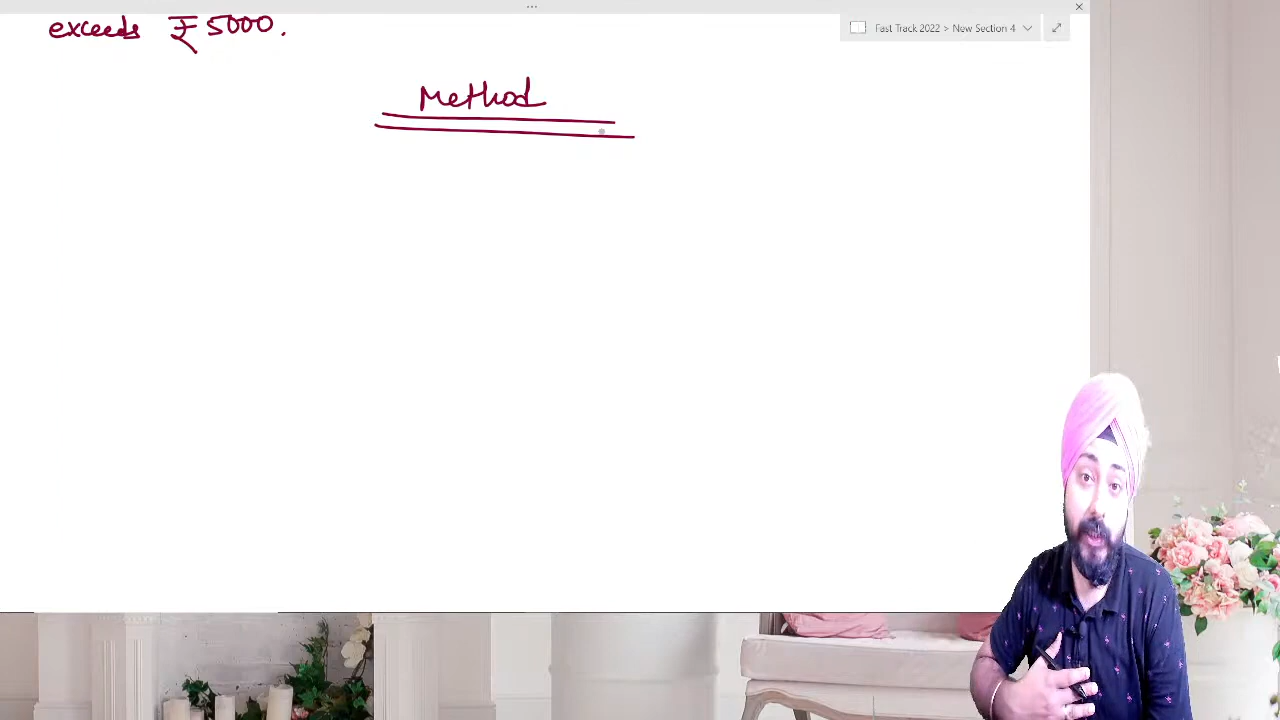 exceeds ₹ 5000.
Fast Track 2022 > New Section 4
Method